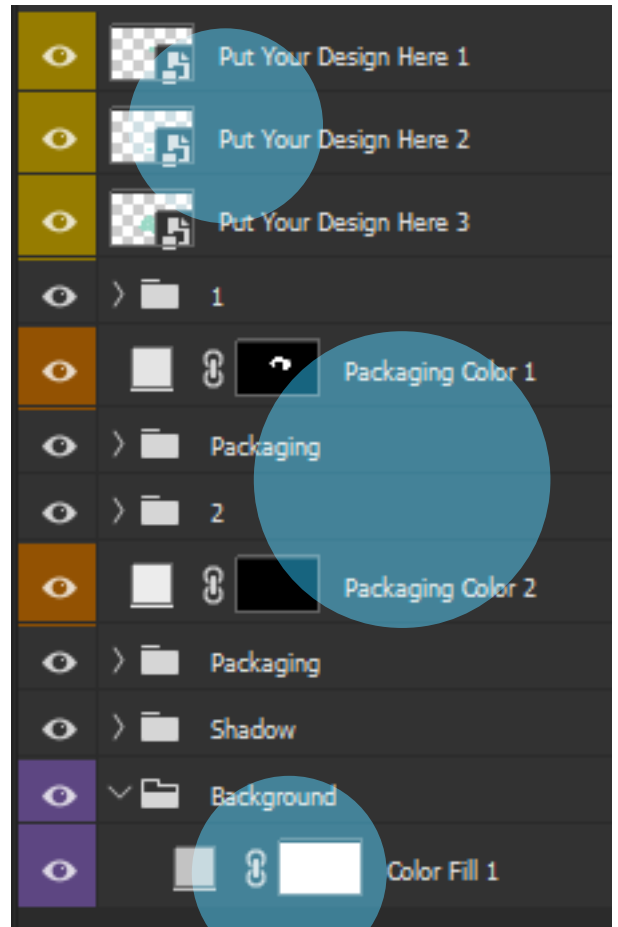 Put Your Design Here 1
Put Your Design Here 2
Put Your Design Here 3
1
Packaging Color 1
Packaging
2
Packaging Color 2
Packaging
Shadow
Background
Color Fill 1